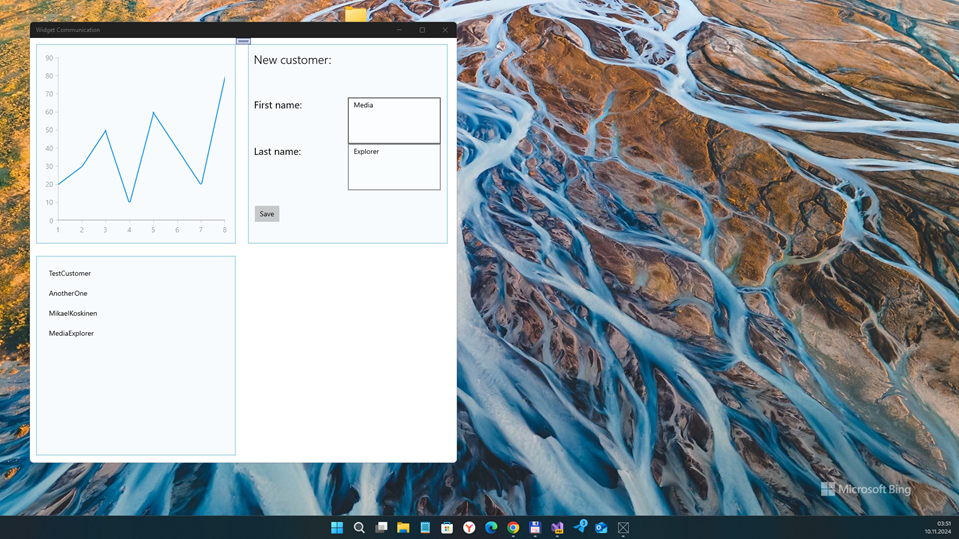 Widget Communication
90
80
70
60
50
40
30
20
10
0
1 2 3 4 5 6 7 8
New customer:
First name:
Media
Last name:
Explorer
Save
TestCustomer
AnotherOne
MikaelKoskinen
MediaExplorer
Microsoft Bing
03:51
10.11.2024